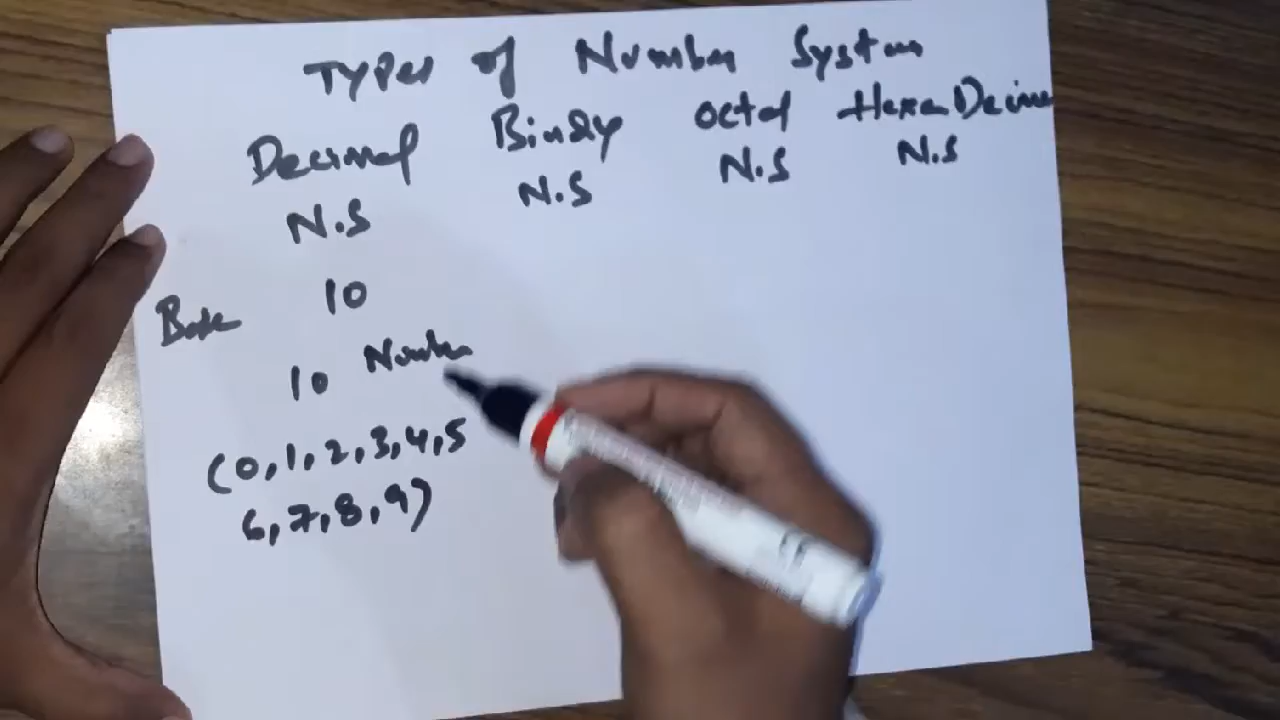 Types of Number System
Decimal Binary Octal HexaDecimal
N.S N.S N.S N.S
Base 10
10 Number
(0,1,2,3,4,5
6,7,8,9)